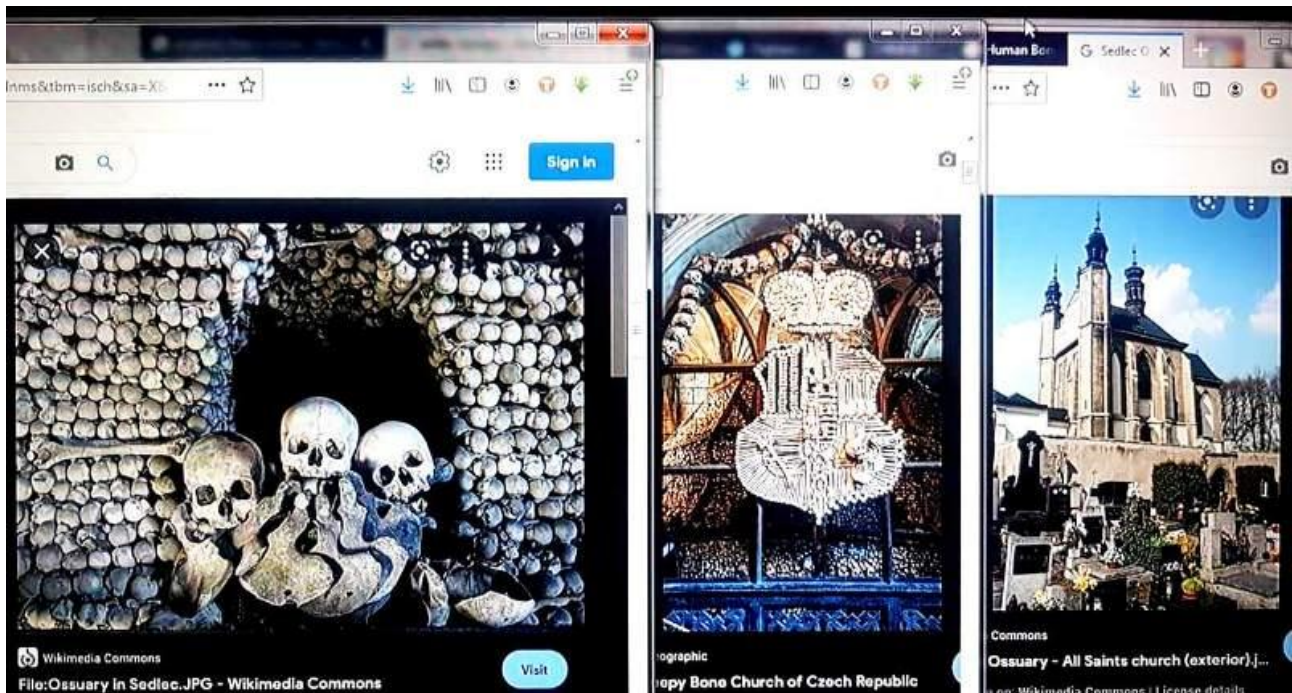 Human Bon
G Sedlec O
lnms&tbm=isch&sa=X
Sign in
Wikimedia Commons
File:Ossuary in Sedlec.JPG - Wikimedia Commons
Visit
ographic
epy Bone Church of Czech Republic
Commons
Ossuary - All Saints church (exterior).j...
Wikimedia Commons | License details